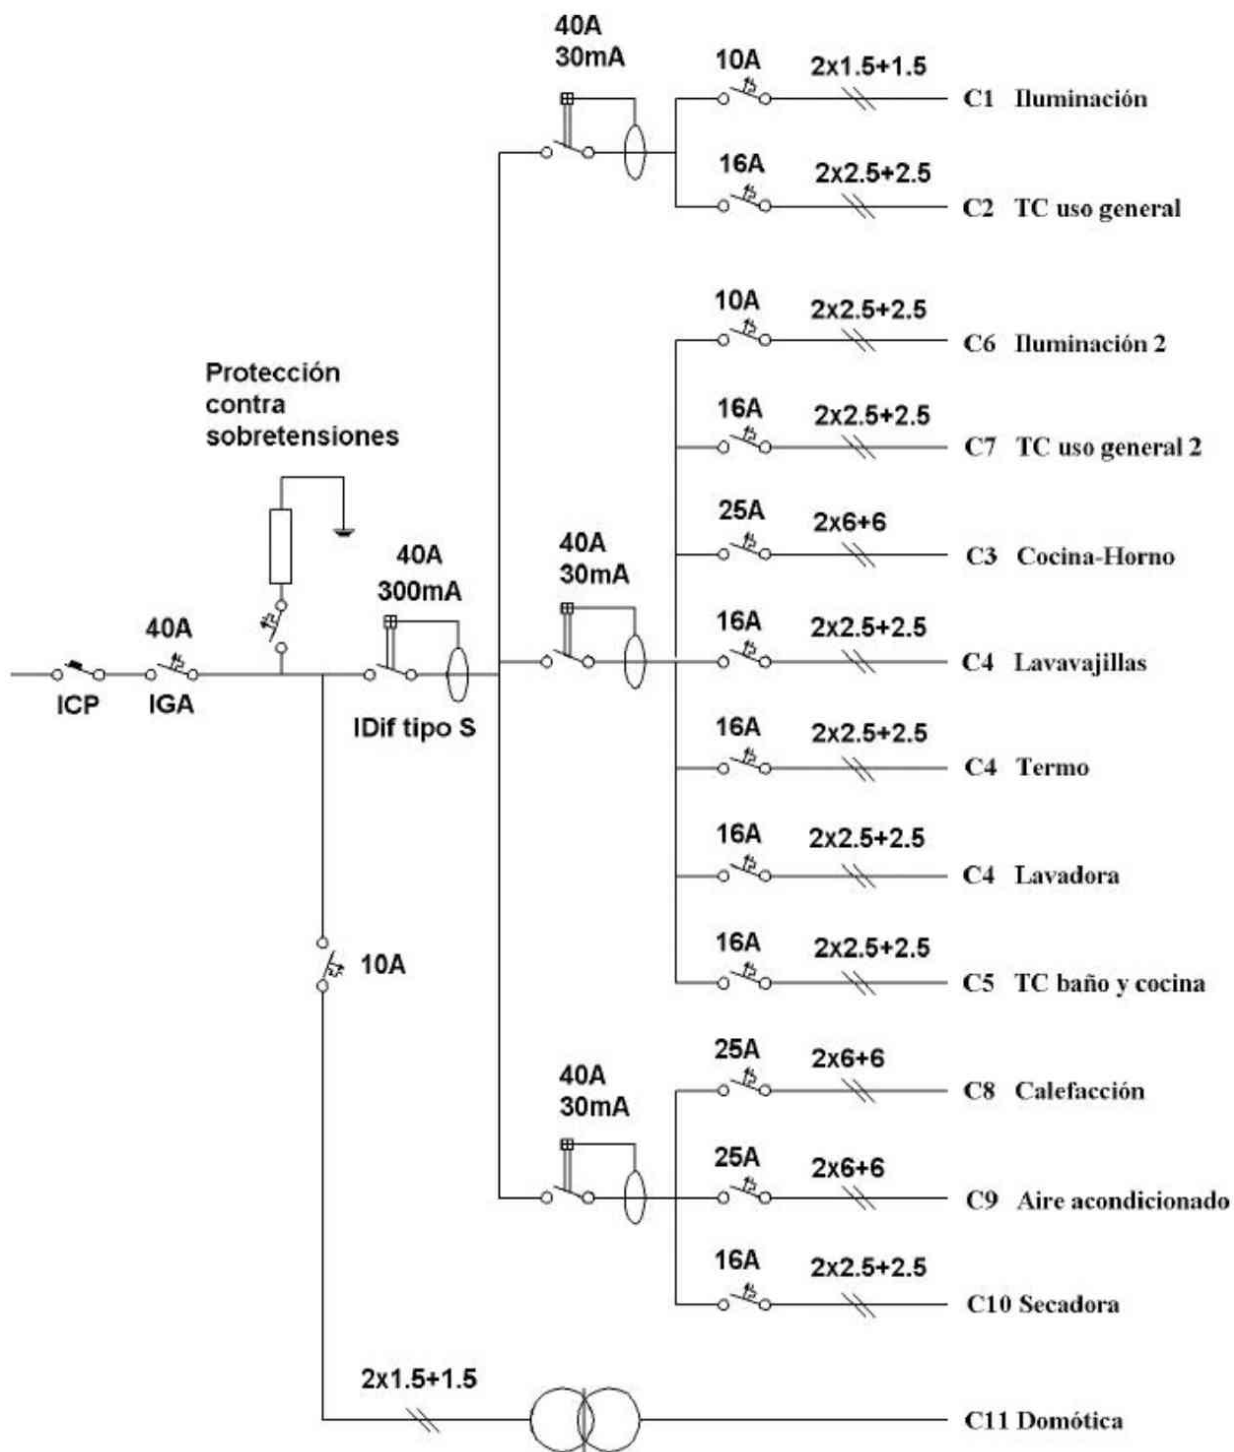 40A
30mA
10A
2x1.5+1.5
C1 Iluminación
16A
2x2.5+2.5
C2 TC uso general
10A
2x2.5+2.5
C6 Iluminación 2
Protección
contra
sobretensiones
16A
2x2.5+2.5
C7 TC uso general 2
25A
2x6+6
C3 Cocina-Horno
40A
300mA
40A
30mA
40A
16A
2x2.5+2.5
C4 Lavavajillas
ICP
IGA
IDif tipo S
16A
2x2.5+2.5
C4 Termo
16A
2x2.5+2.5
C4 Lavadora
10A
16A
2x2.5+2.5
C5 TC baño y cocina
40A
30mA
25A
2x6+6
C8 Calefacción
25A
2x6+6
C9 Aire acondicionado
16A
2x2.5+2.5
C10 Secadora
2x1.5+1.5
C11 Domótica